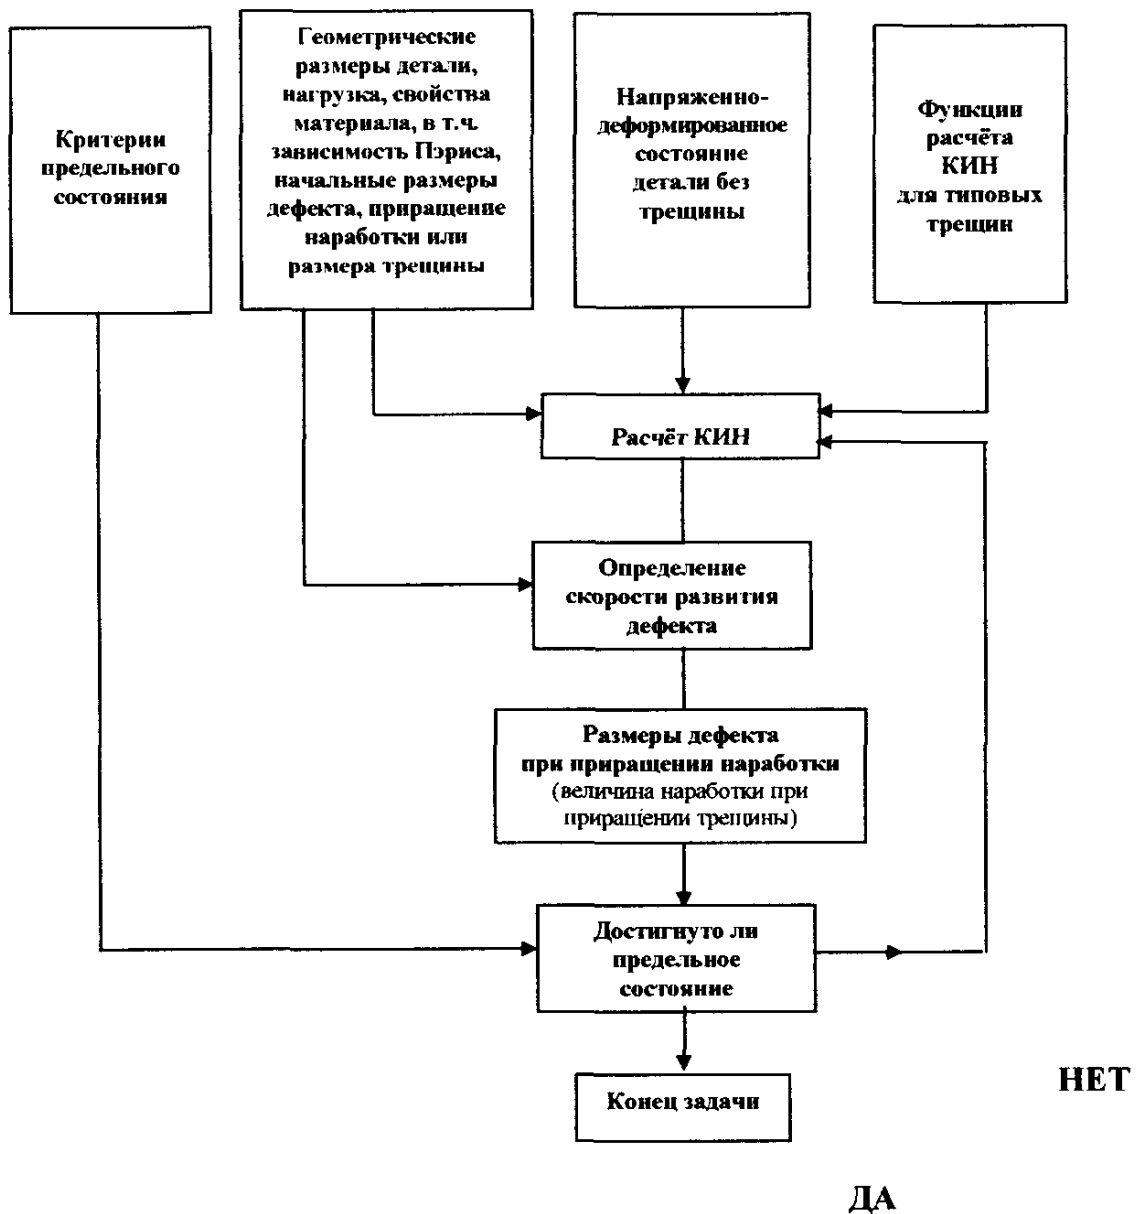 Критерии
предельного
состояния
Геометрические
размеры детали,
нагрузка, свойства
материала, в т.ч.
зависимость Пэриса,
начальные размеры
дефекта, приращение
наработки или
размера трещины
Напряженно-
деформированное
состояние
детали без
трещины
Функции
расчёта
КИН
для типовых
трещин
Расчёт КИН
Определение
скорости развития
дефекта
Размеры дефекта
при приращении наработки
(величина наработки при
приращении трещины)
Достигнуто ли
предельное
состояние
НЕТ
Конец задачи
ДА